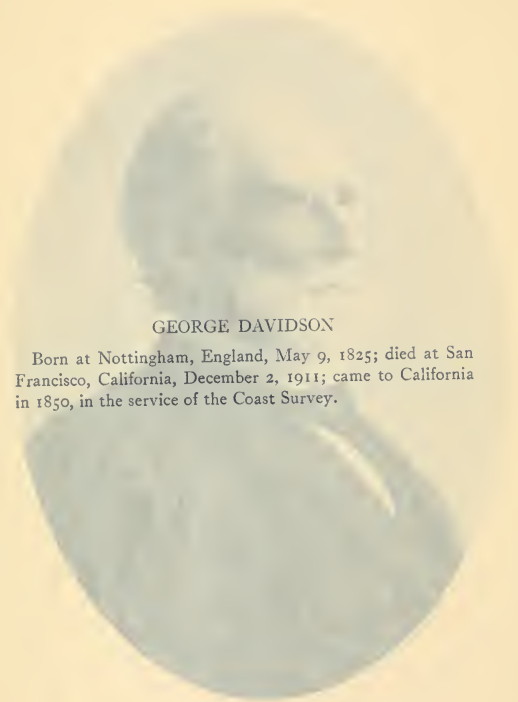 GEORGE DAVIDSON
Born at Nottingham, England, May 9, 1825; died at San
Francisco, California, December 2, 1911; came to California
in 1850, in the service of the Coast Survey.